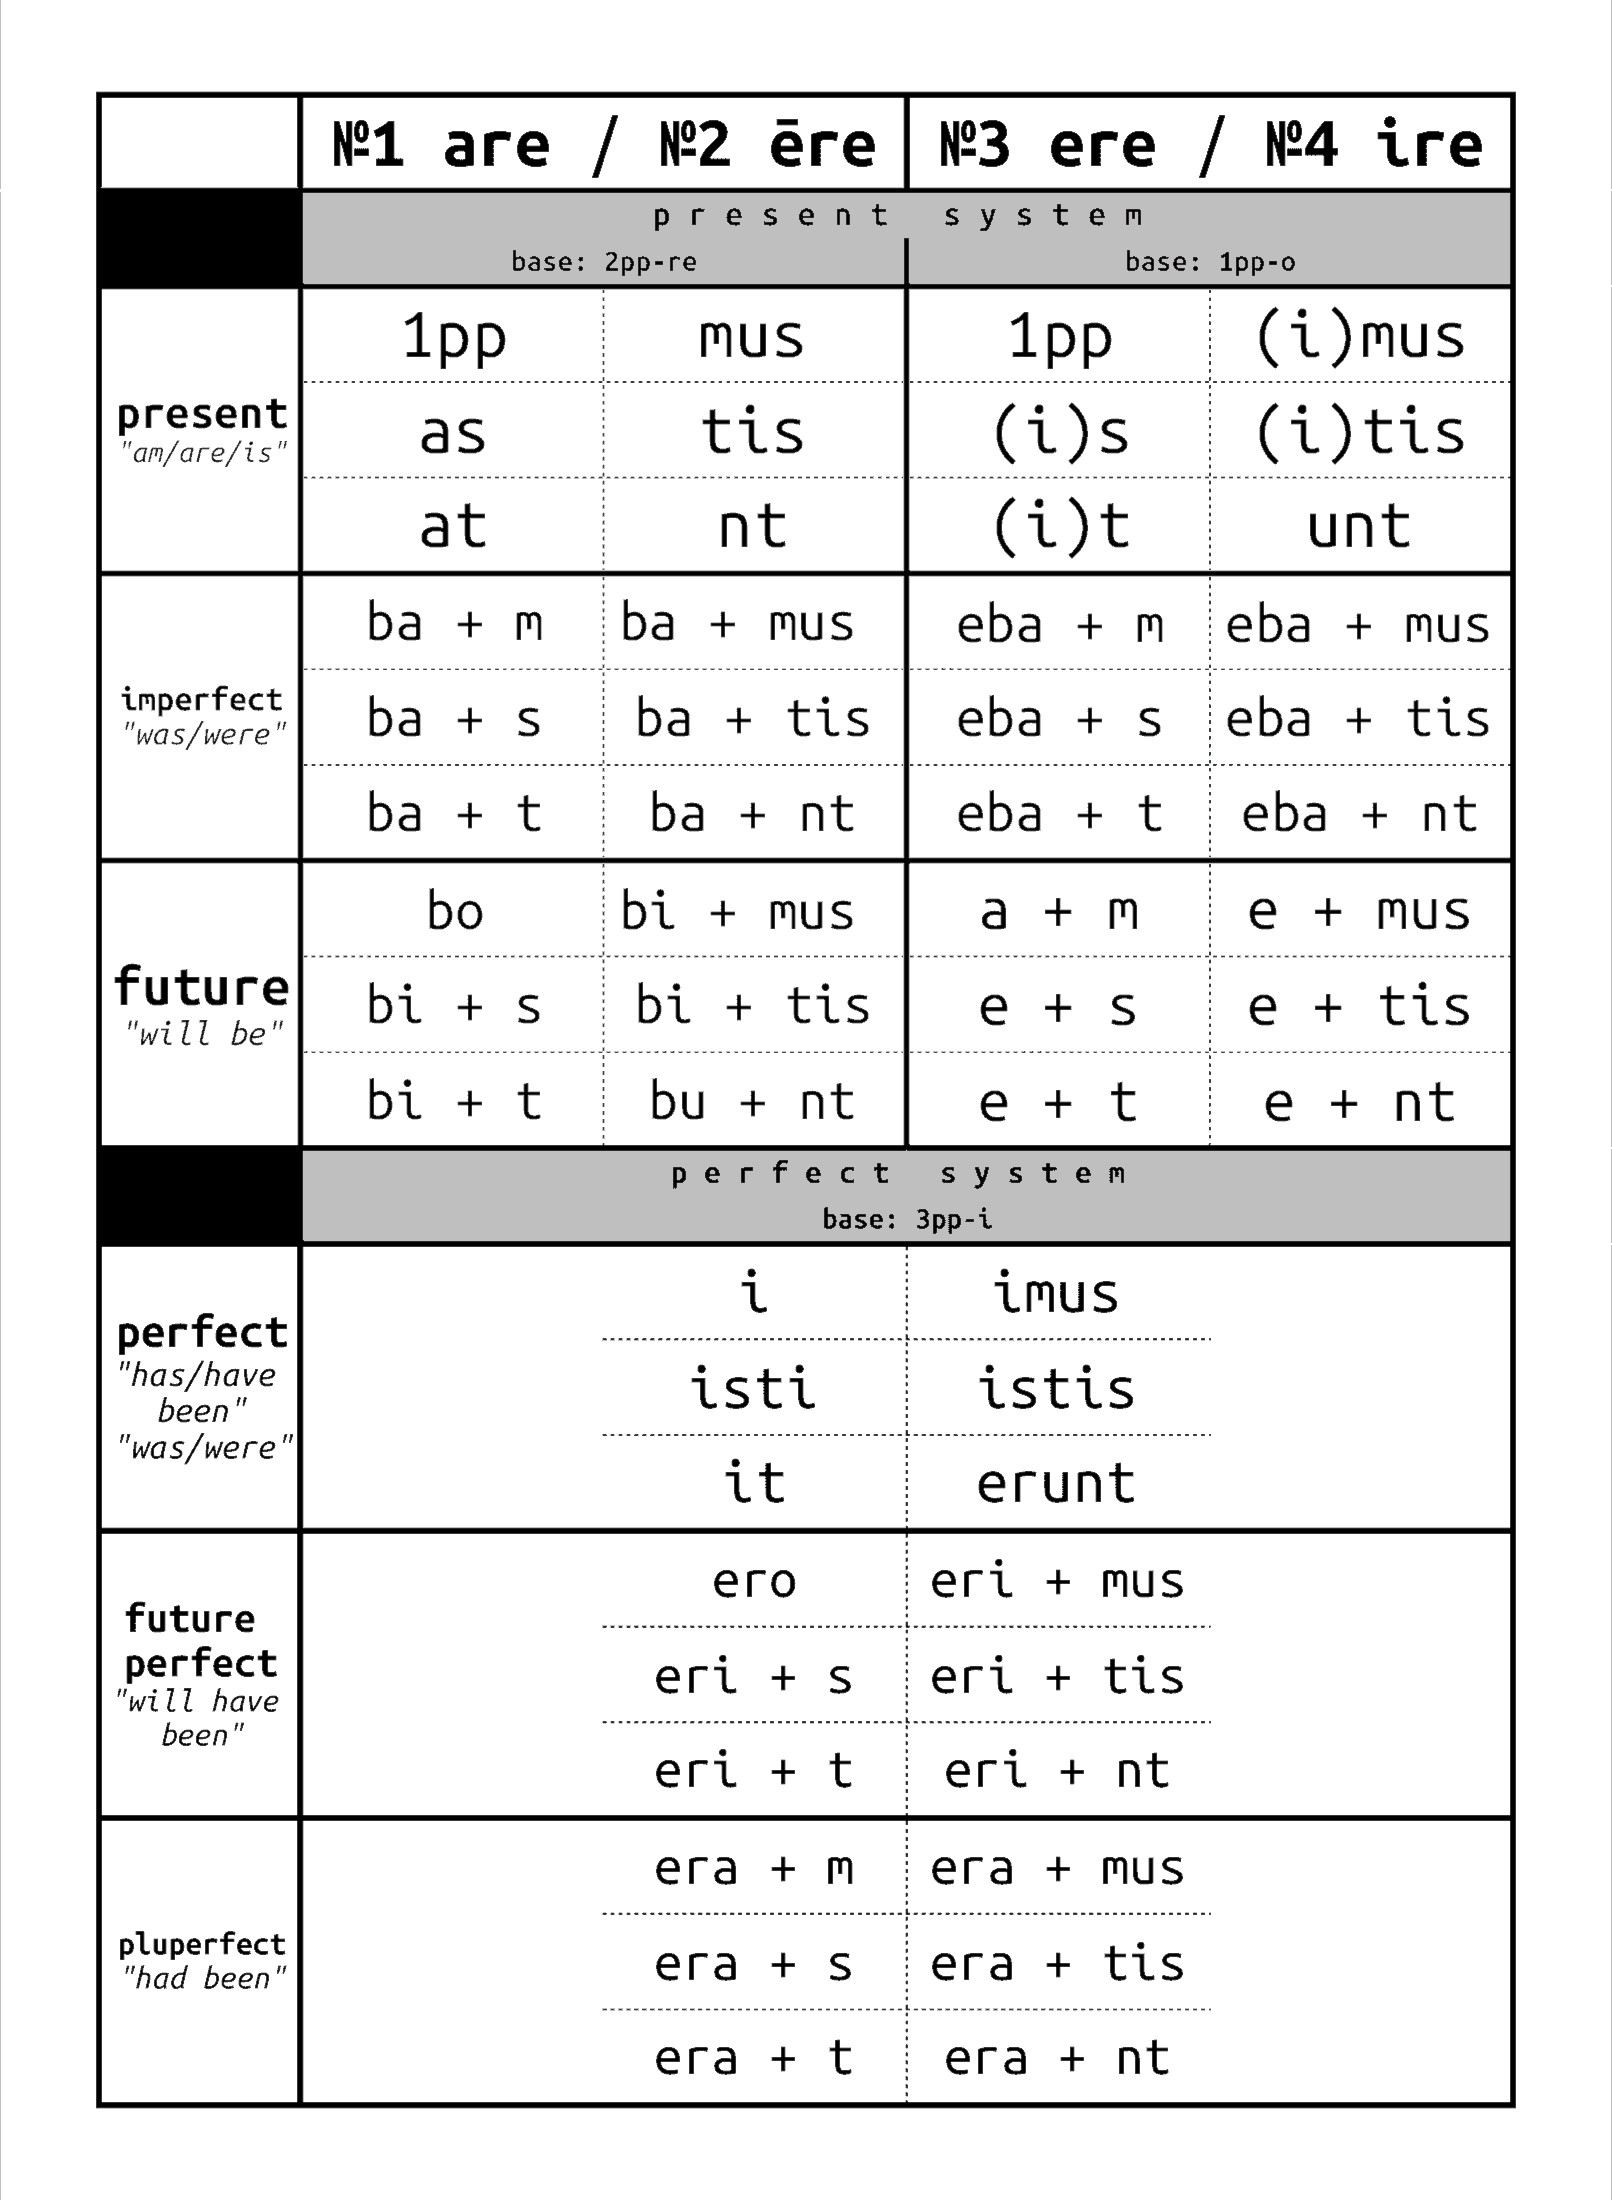 №1 are / №2 ēre №3 ere / №4 ire
present system
base: 2pp-re base: 1pp-o
present
"am/are/is"
1pp mus 1pp (i)mus
as tis (i)s (i)tis
at nt (i)t unt
imperfect
"was/were"
ba + m ba + mus eba + m eba + mus
ba + s ba + tis eba + s eba + tis
ba + t ba + nt eba + t eba + nt
future
"will be"
bo bi + mus a + m e + mus
bi + s bi + tis e + s e + tis
bi + t bu + nt e + t e + nt
perfect system
base: 3pp-i
perfect
"has/have
been"
"was/were"
i imus
isti istis
it erunt
future
perfect
"will have
been"
ero eri + mus
eri + s eri + tis
eri + t eri + nt
pluperfect
"had been"
era + m era + mus
era + s era + tis
era + t era + nt